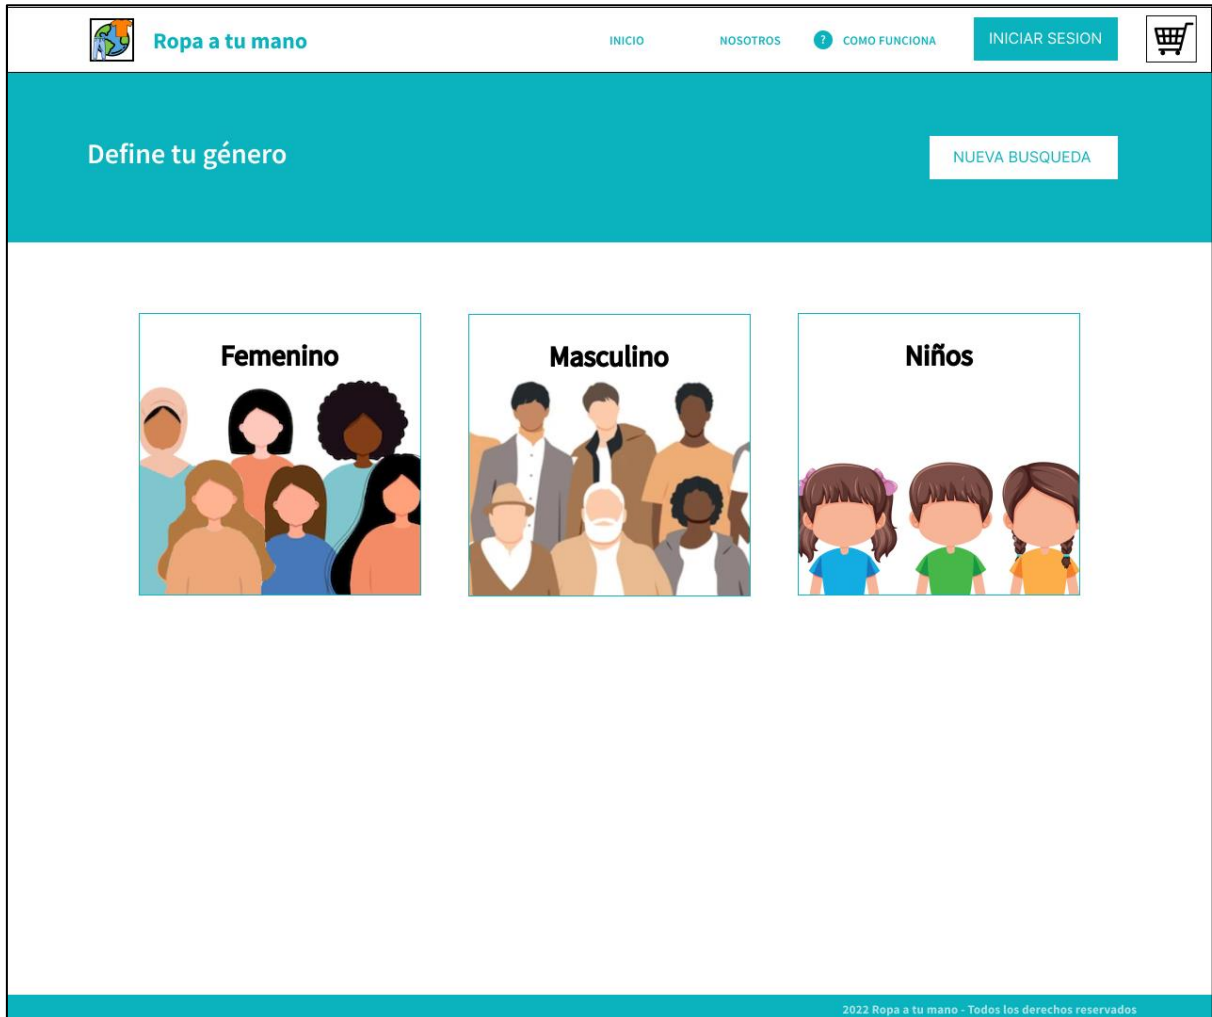 Ropa a tu mano
INICIO
NOSOTROS
? COMO FUNCIONA
INICIAR SESION
Define tu género
NUEVA BUSQUEDA
Femenino
Masculino
Niños
2022 Ropa a tu mano - Todos los derechos reservados